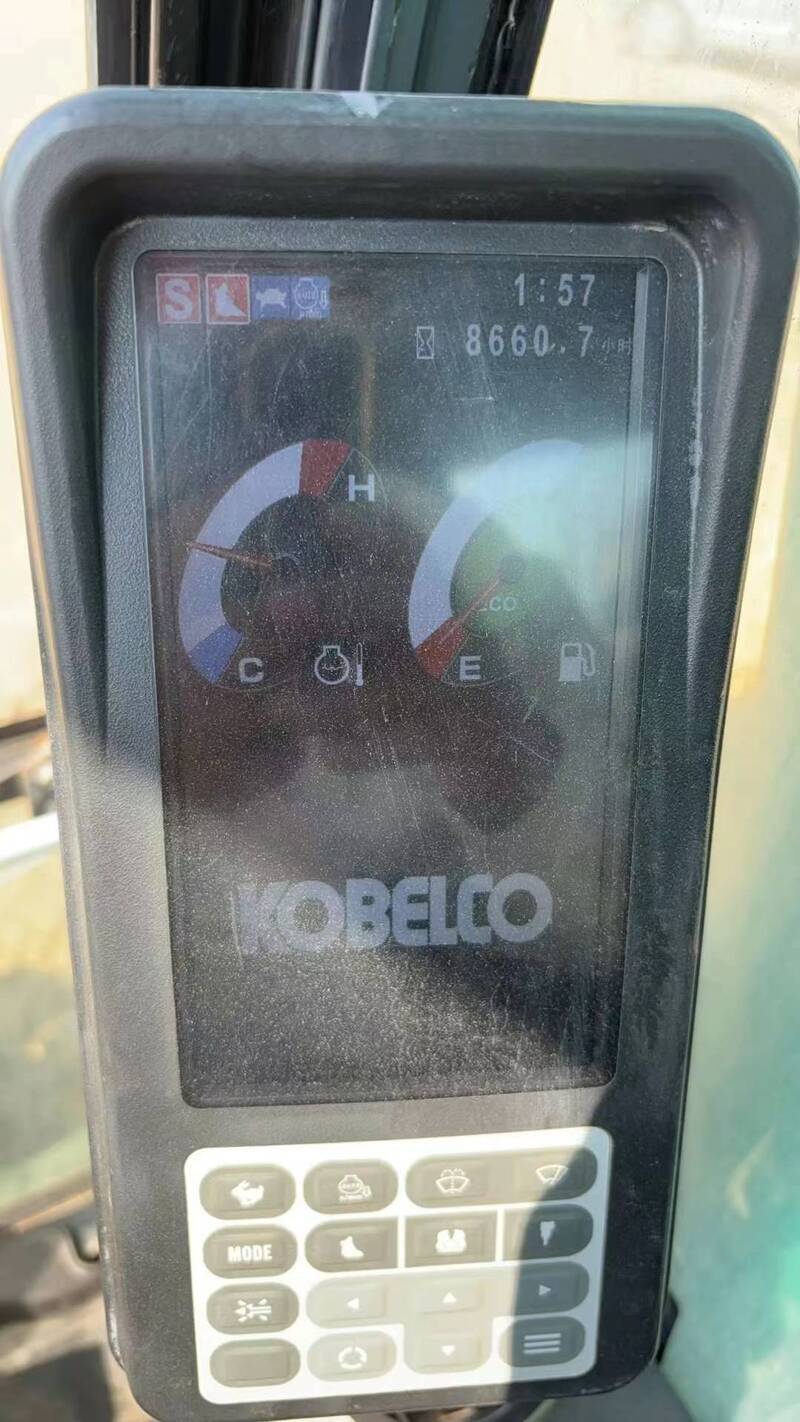 S
1:57
8660.7 小时
H
C
ECO
E
KOBELCO
MODE